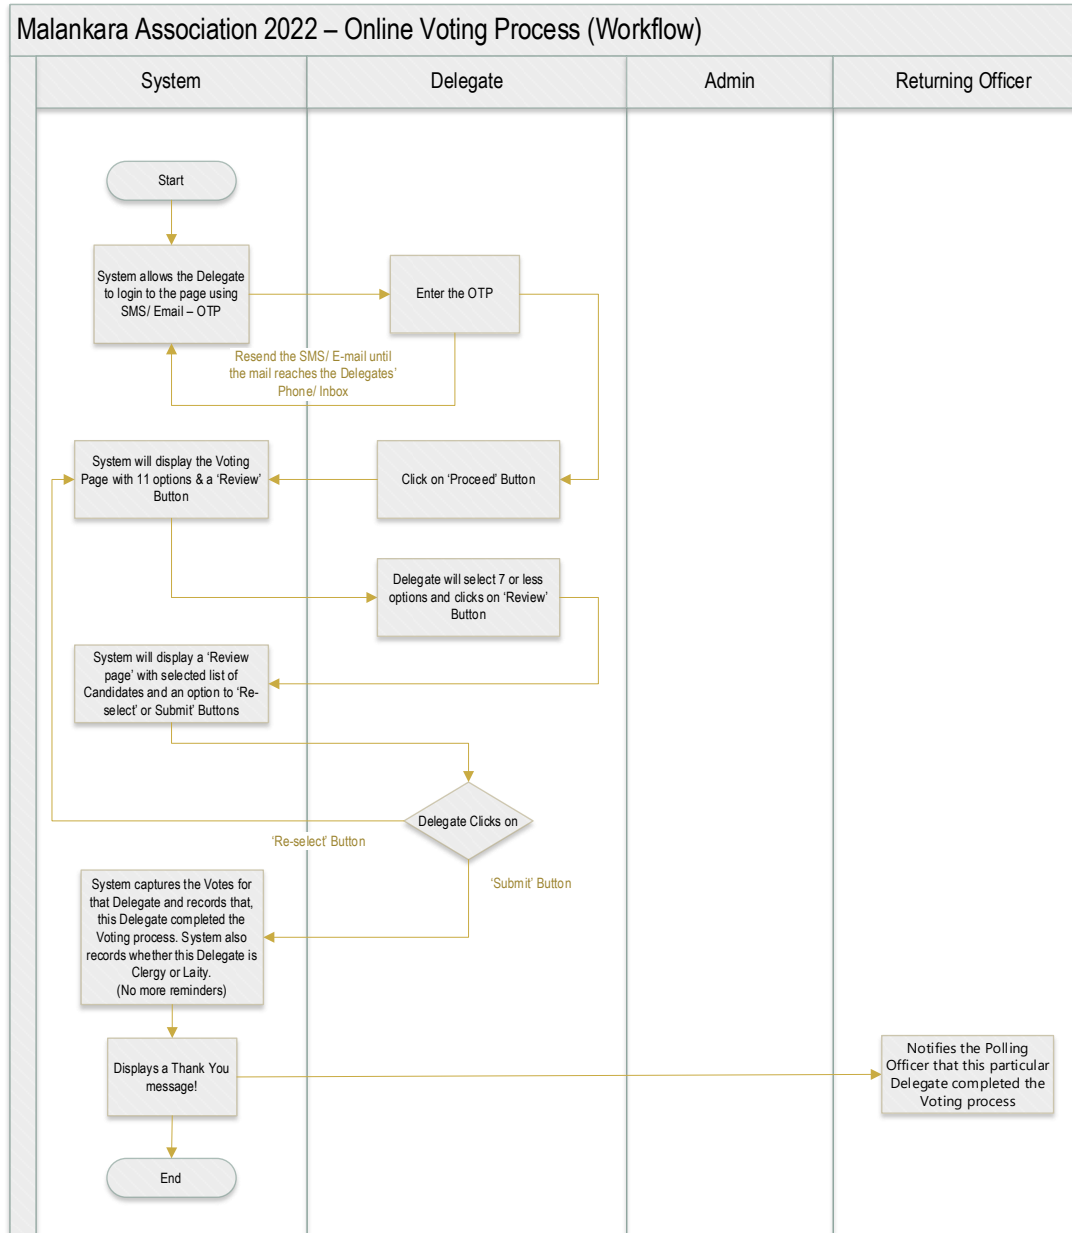 Malankara Association 2022 – Online Voting Process (Workflow)
System
Delegate
Admin
Returning Officer
Start
System allows the Delegate
to login to the page using
SMS/ Email – OTP
Enter the OTP
Resend the SMS/ E-mail until
the mail reaches the Delegates’
Phone/ Inbox
System will display the Voting
Page with 11 options & a ‘Review’
Button
Click on ‘Proceed’ Button
Delegate will select 7 or less
options and clicks on ‘Review’
Button
System will display a ‘Review
page’ with selected list of
Candidates and an option to ‘Re-
select’ or Submit’ Buttons
Delegate Clicks on
‘Re-select’ Button
‘Submit’ Button
System captures the Votes for
that Delegate and records that,
this Delegate completed the
Voting process. System also
records whether this Delegate is
Clergy or Laity.
(No more reminders)
Displays a Thank You
message!
Notifies the Polling
Officer that this particular
Delegate completed the
Voting process
End